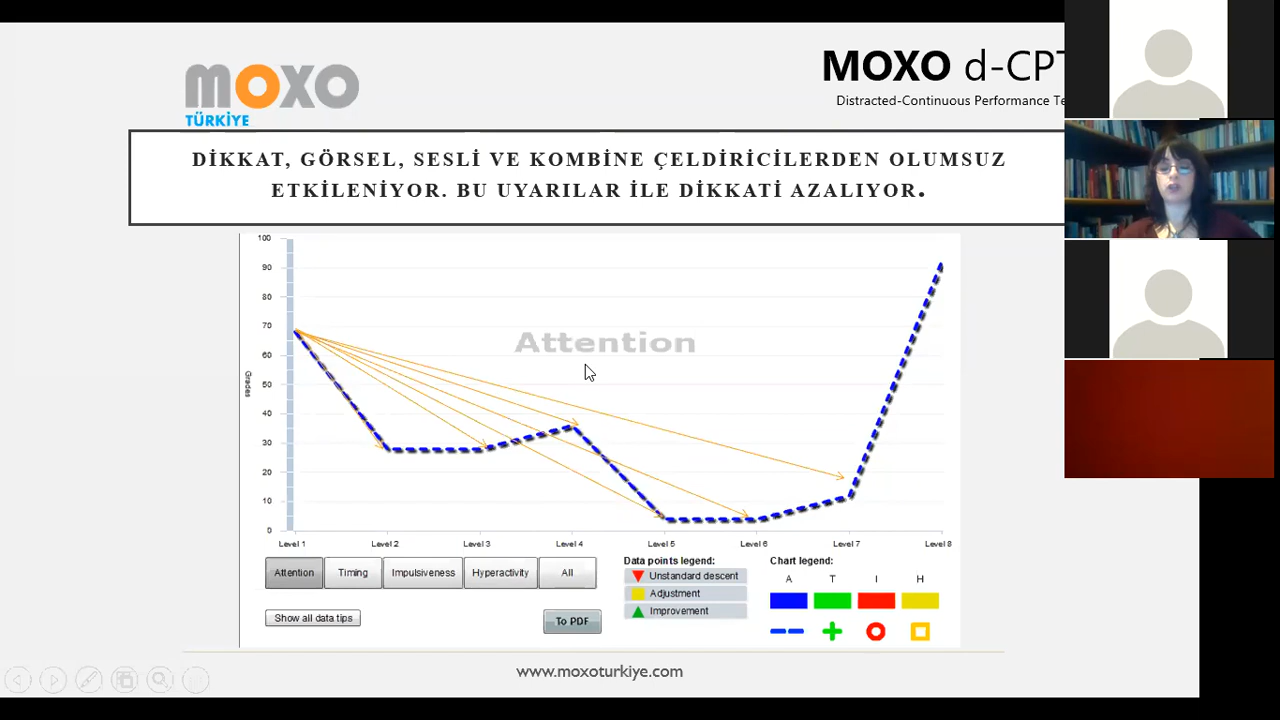 moxo
TÜRKİYE
MOXO d-CPT
Distracted-Continuous Performance Te
DİKKAT, GÖRSEL, SESLİ VE KOMBİNE ÇELDİRİCİLERDEN OLUMSUZ
ETKİLENİYOR. BU UYARILAR İLE DİKKATİ AZALIYOR.
100
90
80
70
60
50
40
30
20
10
0
Grades
Attention
Level 1 Level 2 Level 3 Level 4 Level 5 Level 6 Level 7 Level 8
Attention Timing Impulsiveness Hyperactivity All
Show all data tips
To PDF
Data points legend:
Unstandard descent
Adjustment
Improvement
Chart legend:
A T I H
www.moxoturkiye.com